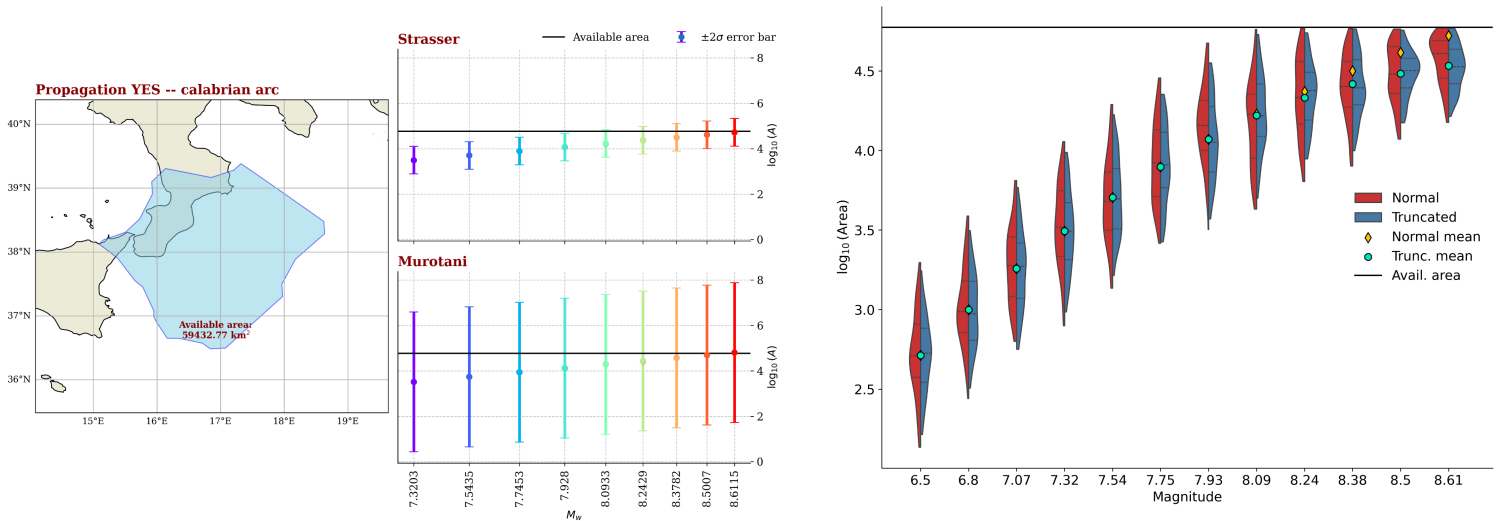 Propagation YES -- calabrian arc
40°N
39°N
38°N
37°N
36°N
15°E 16°E 17°E 18°E 19°E
Available area:
59432.77 km²
Strasser
Available area
±2σ error bar
8
6
4
2
0
log₁₀(A)
Murotani
8
6
4
2
0
log₁₀(A)
7.3203 7.5435 7.7453 7.928 8.0933 8.2429 8.3782 8.5007 8.6115
M_w
4.5
4.0
3.5
3.0
2.5
log₁₀(Area)
Normal
Truncated
Normal mean
Trunc. mean
Avail. area
6.5 6.8 7.07 7.32 7.54 7.75 7.93 8.09 8.24 8.38 8.5 8.61
Magnitude